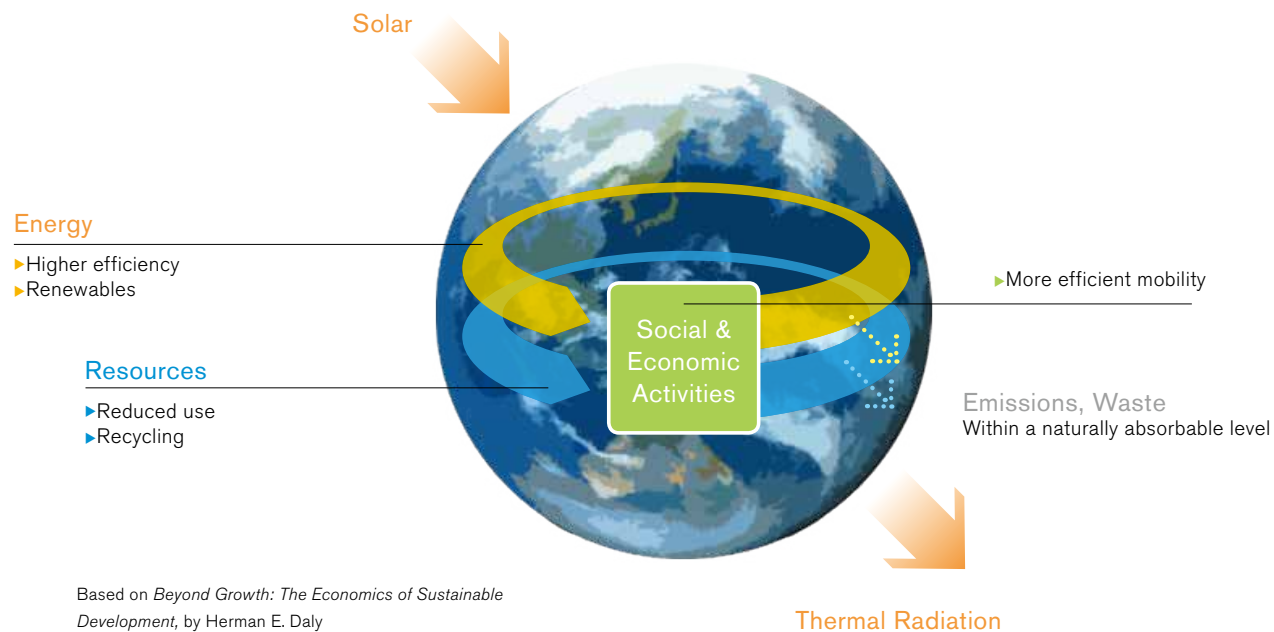 Solar
Energy
▶Higher efficiency
▶Renewables
▶More efficient mobility
Social &
Economic
Activities
Resources
▶Reduced use
▶Recycling
Emissions, Waste
Within a naturally absorbable level
Based on Beyond Growth: The Economics of Sustainable
Development, by Herman E. Daly
Thermal Radiation